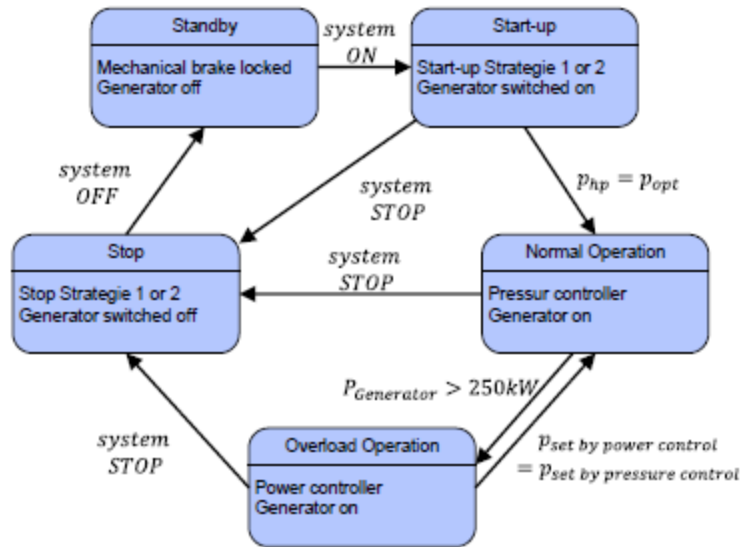 Standby
Mechanical brake locked
Generator off
system
ON
Start-up
Start-up Strategie 1 or 2
Generator switched on
system
OFF
system
STOP
p_hp = p_opt
Stop
Stop Strategie 1 or 2
Generator switched off
system
STOP
Normal Operation
Pressur controller
Generator on
P_Generator > 250kW
system
STOP
Overload Operation
Power controller
Generator on
p_set by power control
= p_set by pressure control